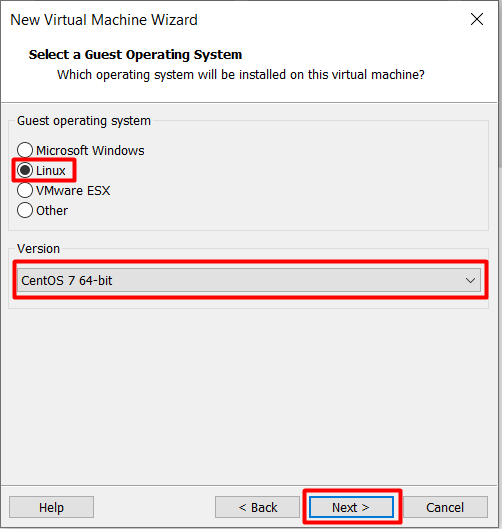 New Virtual Machine Wizard
Select a Guest Operating System
Which operating system will be installed on this virtual machine?
Guest operating system
Microsoft Windows
Linux
VMware ESX
Other
Version
CentOS 7 64-bit
Help
< Back
Next >
Cancel